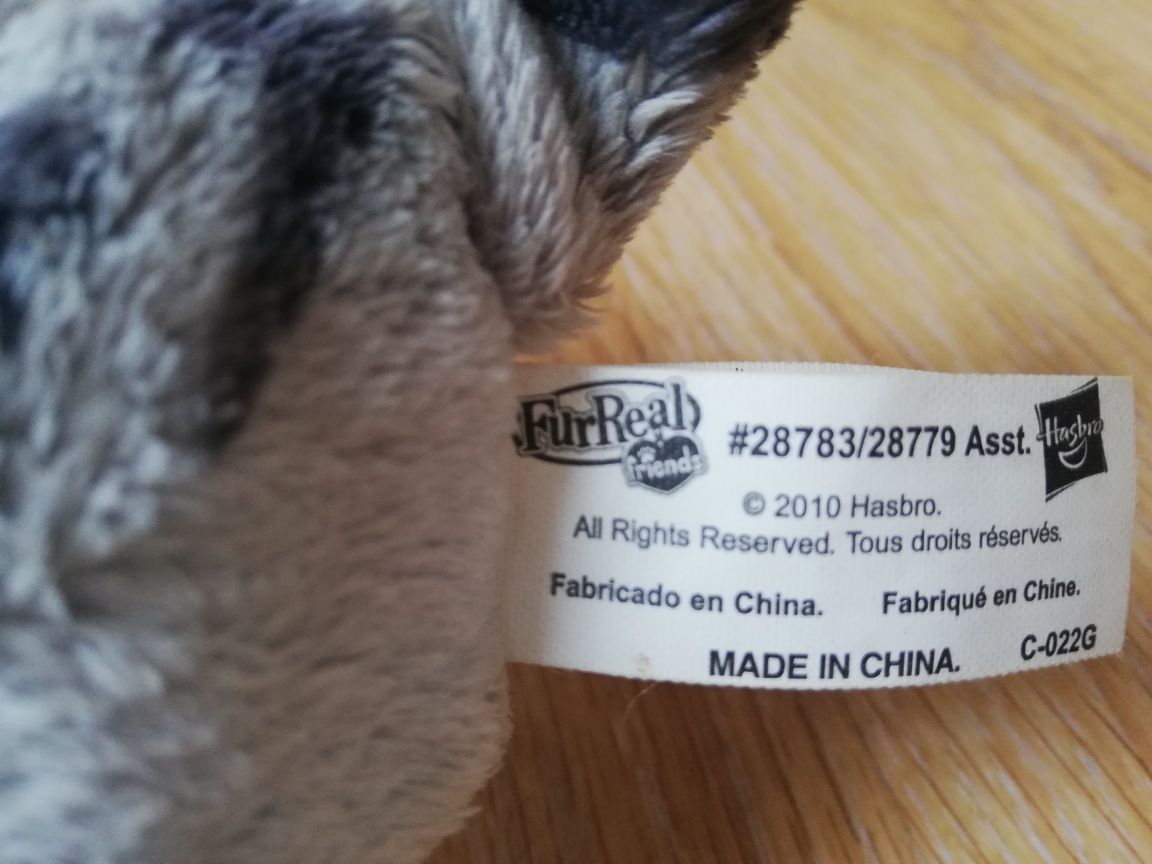 FurReal friends
#28783/28779 Asst.
Hasbro
© 2010 Hasbro.
All Rights Reserved. Tous droits réservés.
Fabricado en China. Fabriqué en Chine.
MADE IN CHINA. C-022G